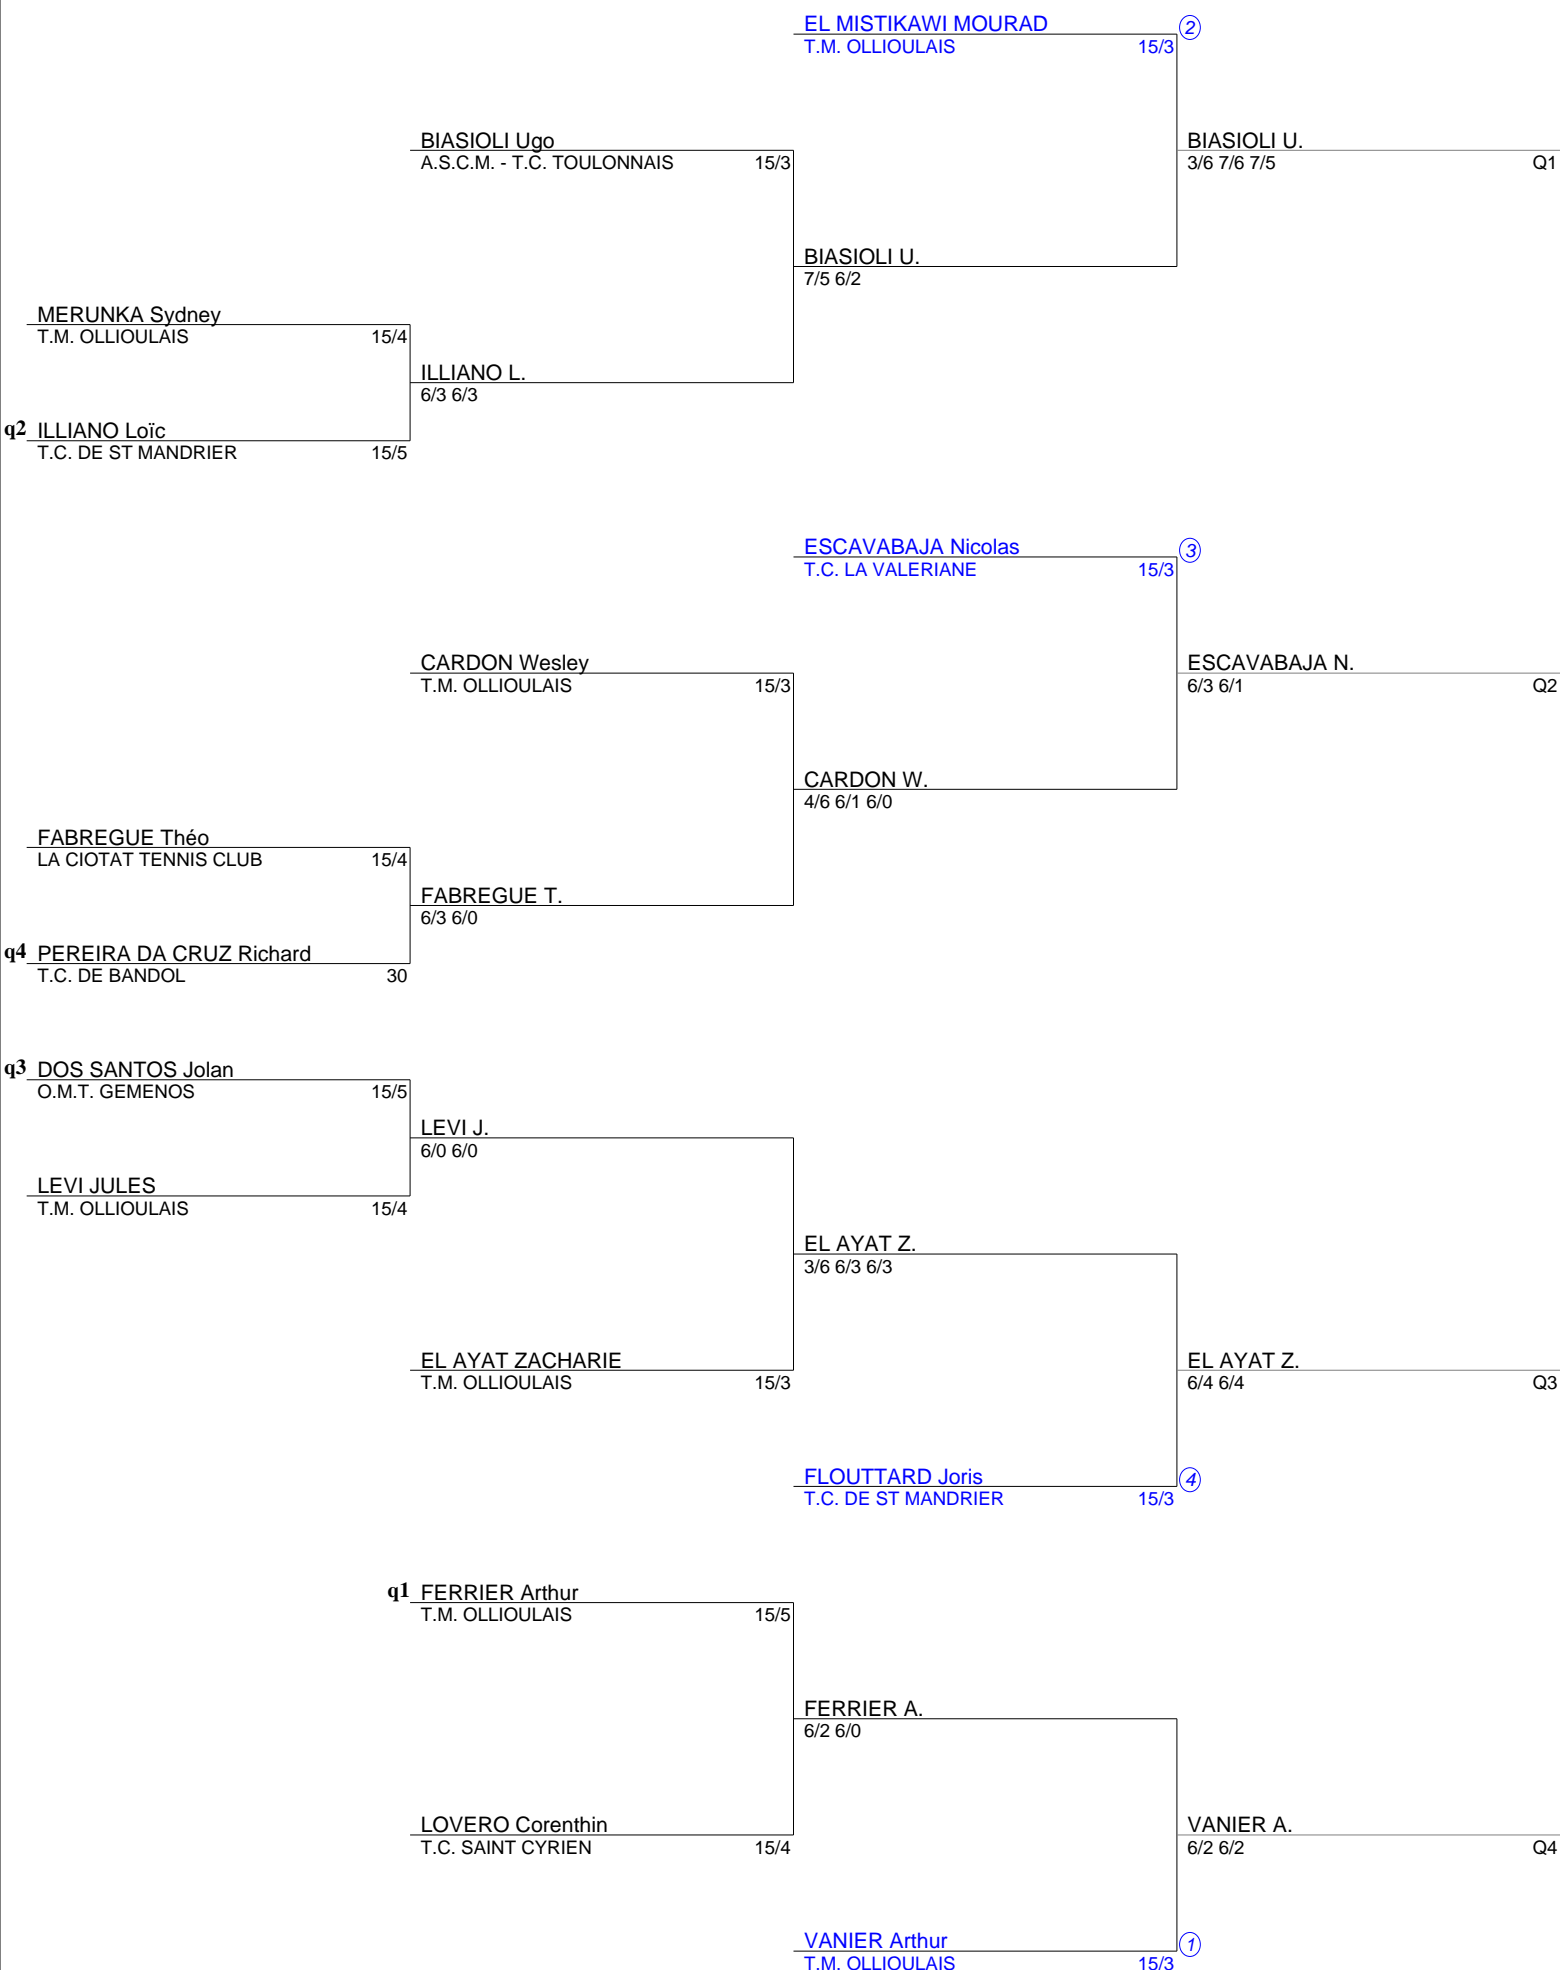 EL MISTIKAWI MOURAD 2
T.M. OLLIOULAIS 15/3
BIASIOLI Ugo
A.S.C.M. - T.C. TOULONNAIS 15/3
BIASIOLI U.
3/6 7/6 7/5 Q1
BIASIOLI U.
7/5 6/2
MERUNKA Sydney
T.M. OLLIOULAIS 15/4
ILLIANO L.
6/3 6/3
q2 ILLIANO Loïc
T.C. DE ST MANDRIER 15/5
ESCAVABAJA Nicolas 3
T.C. LA VALERIANE 15/3
CARDON Wesley
T.M. OLLIOULAIS 15/3
ESCAVABAJA N.
6/3 6/1 Q2
CARDON W.
4/6 6/1 6/0
FABREGUE Théo
LA CIOTAT TENNIS CLUB 15/4
FABREGUE T.
6/3 6/0
q4 PEREIRA DA CRUZ Richard
T.C. DE BANDOL 30
q3 DOS SANTOS Jolan
O.M.T. GEMENOS 15/5
LEVI J.
6/0 6/0
LEVI JULES
T.M. OLLIOULAIS 15/4
EL AYAT Z.
3/6 6/3 6/3
EL AYAT ZACHARIE
T.M. OLLIOULAIS 15/3
EL AYAT Z.
6/4 6/4 Q3
FLOUTTARD Joris 4
T.C. DE ST MANDRIER 15/3
q1 FERRIER Arthur
T.M. OLLIOULAIS 15/5
FERRIER A.
6/2 6/0
LOVERO Corenthin
T.C. SAINT CYRIEN 15/4
VANIER A.
6/2 6/2 Q4
VANIER Arthur 1
T.M. OLLIOULAIS 15/3